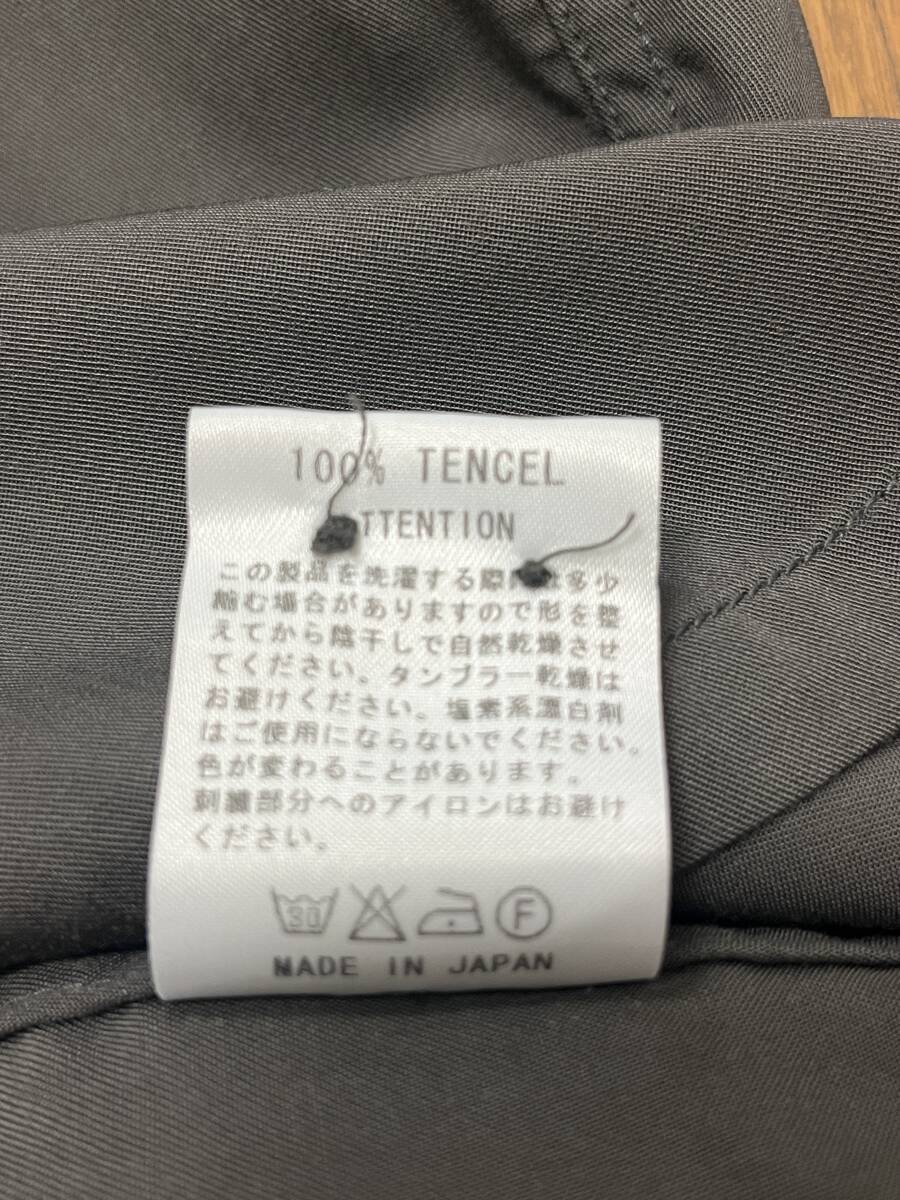 100% TENCEL
ATTENTION
この製品を洗濯する際には多少
縮む場合がありますので形を整
えてから陰干しで自然乾燥させ
てください。タンブラー乾燥は
お避けください。塩素系漂白剤
はご使用にならないでください。
色が変わることがあります。
刺繍部分へのアイロンはお避け
ください。
30 F
MADE IN JAPAN